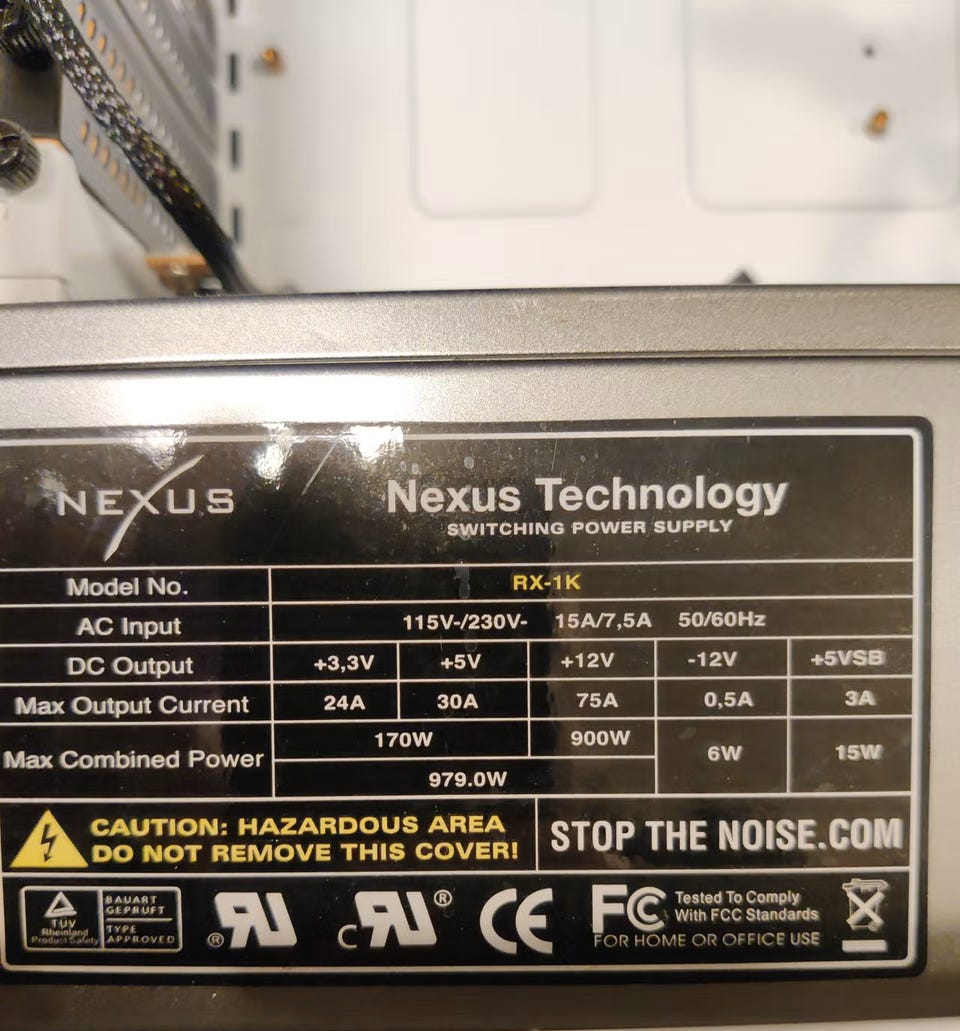 NEXUS
Nexus Technology
SWITCHING POWER SUPPLY
Model No. RX-1K
AC Input 115V-/230V- 15A/7,5A 50/60Hz
DC Output +3,3V +5V +12V -12V +5VSB
Max Output Current 24A 30A 75A 0,5A 3A
Max Combined Power 170W 900W 6W 15W
979.0W
CAUTION: HAZARDOUS AREA
DO NOT REMOVE THIS COVER!
STOP THE NOISE.COM
TÜV
Rheinland
Product Safety
BAUART
GEPRUFT
TYPE
APPROVED
RU®
c RU®
CE
FC
Tested To Comply
With FCC Standards
FOR HOME OR OFFICE USE